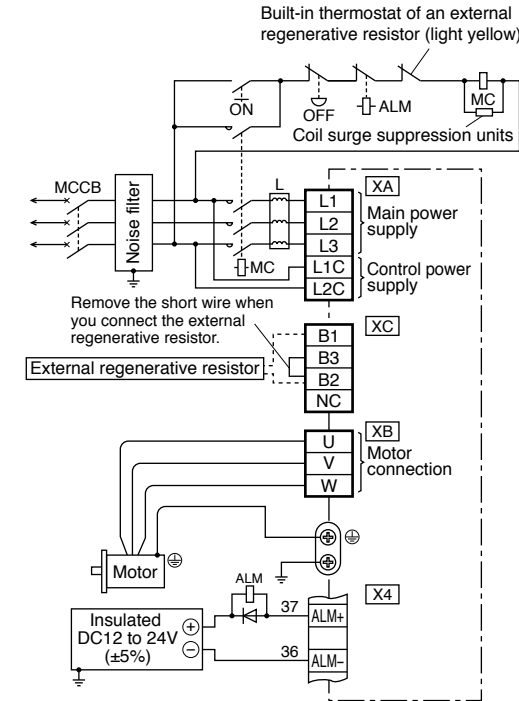 Built-in thermostat of an external
regenerative resistor (light yellow)
ON
OFF
ALM
MC
Coil surge suppression units
MCCB
Noise filter
L
MC
XA
L1
L2
L3
L1C
L2C
Main power
supply
Control power
supply
Remove the short wire when
you connect the external
regenerative resistor.
External regenerative resistor
XC
B1
B3
B2
NC
XB
U
V
W
Motor
connection
Motor
ALM
X4
Insulated
DC12 to 24V
(±5%)
+
−
37
ALM+
36
ALM−